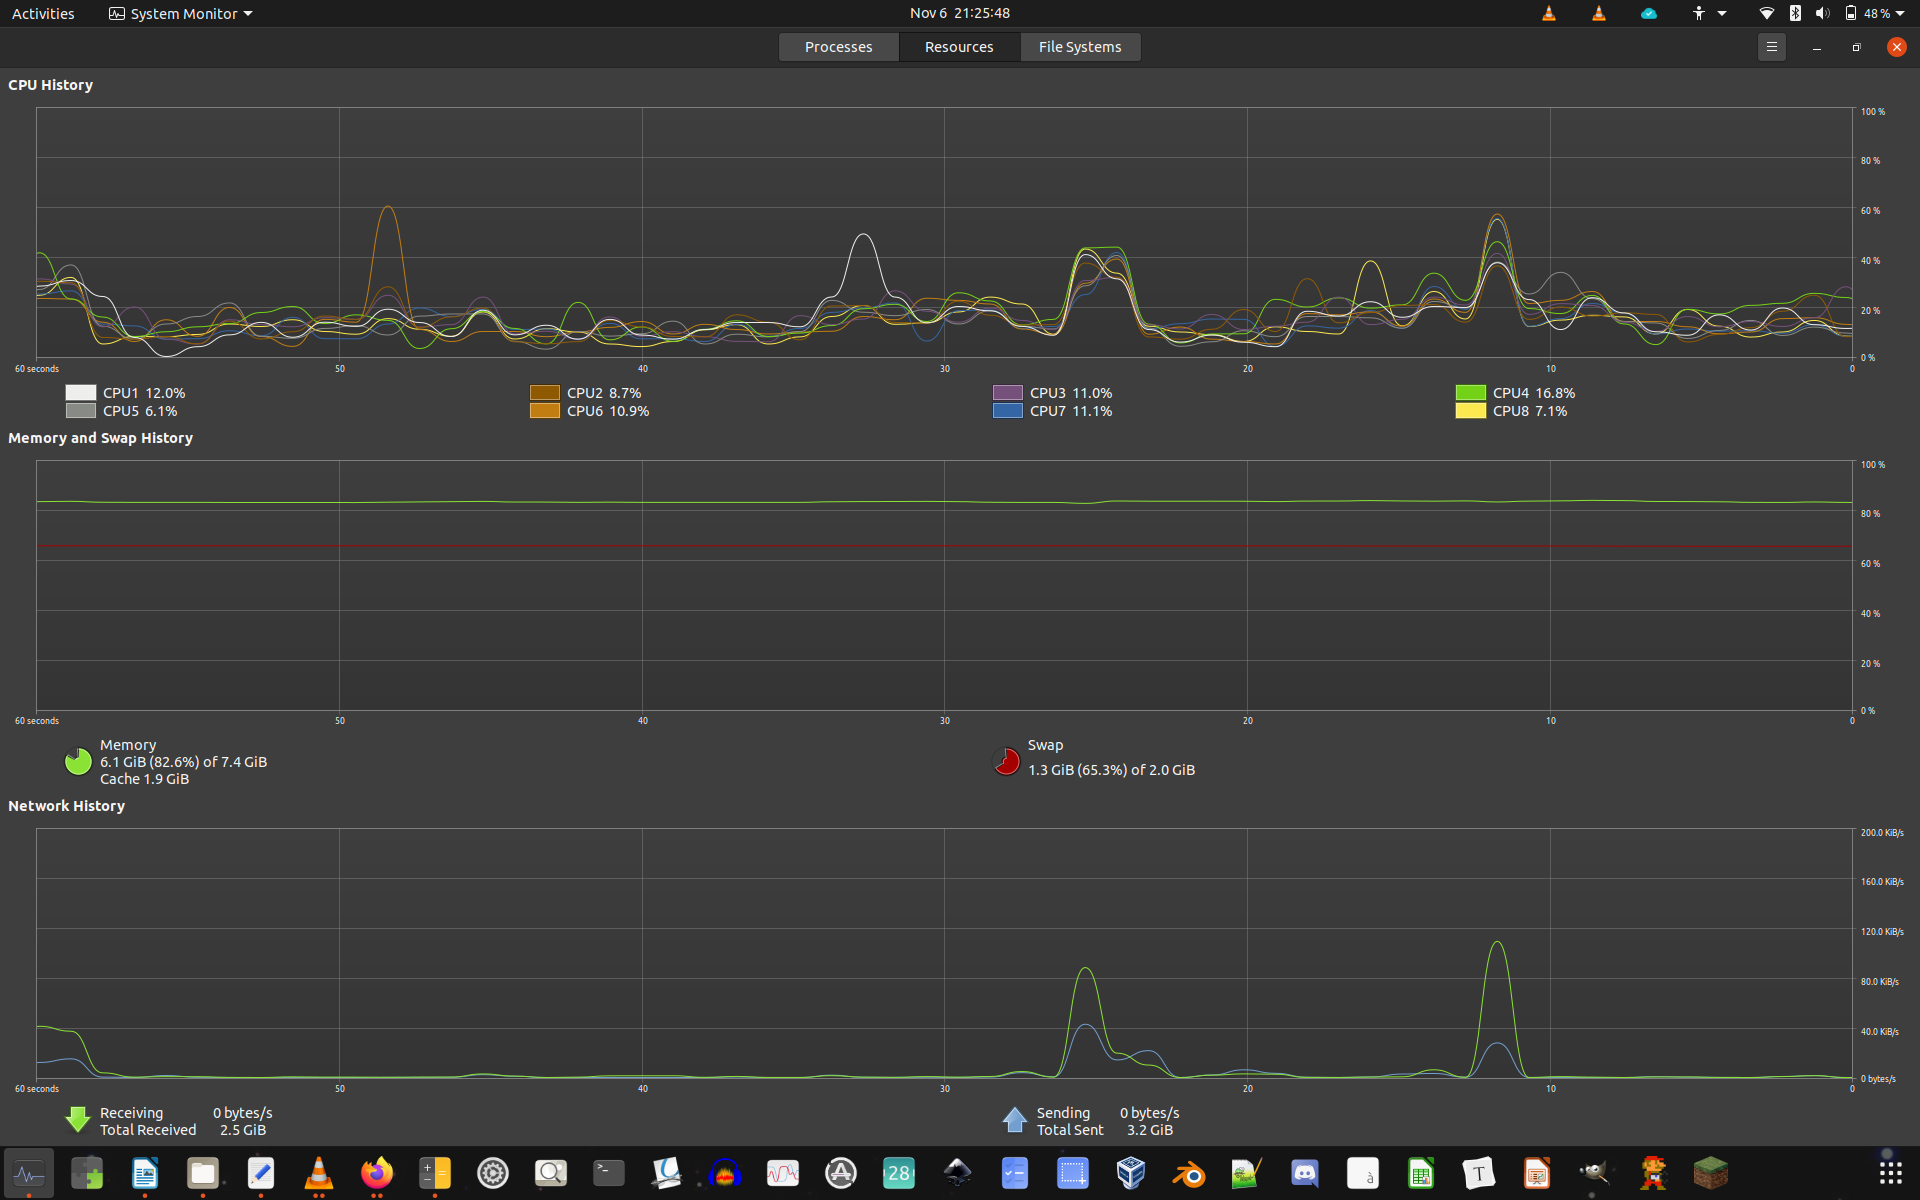 Activities System Monitor Nov 6 21:25:48 48 %
Processes Resources File Systems
CPU History
100 %
80 %
60 %
40 %
20 %
0 %
60 seconds 50 40 30 20 10 0
CPU1 12.0% CPU2 8.7% CPU3 11.0% CPU4 16.8%
CPU5 6.1% CPU6 10.9% CPU7 11.1% CPU8 7.1%
Memory and Swap History
100 %
80 %
60 %
40 %
20 %
0 %
60 seconds 50 40 30 20 10 0
Memory
6.1 GiB (82.6%) of 7.4 GiB
Cache 1.9 GiB
Swap
1.3 GiB (65.3%) of 2.0 GiB
Network History
200.0 KiB/s
160.0 KiB/s
120.0 KiB/s
80.0 KiB/s
40.0 KiB/s
0 bytes/s
60 seconds 50 40 30 20 10 0
Receiving 0 bytes/s
Total Received 2.5 GiB
Sending 0 bytes/s
Total Sent 3.2 GiB
28 à T